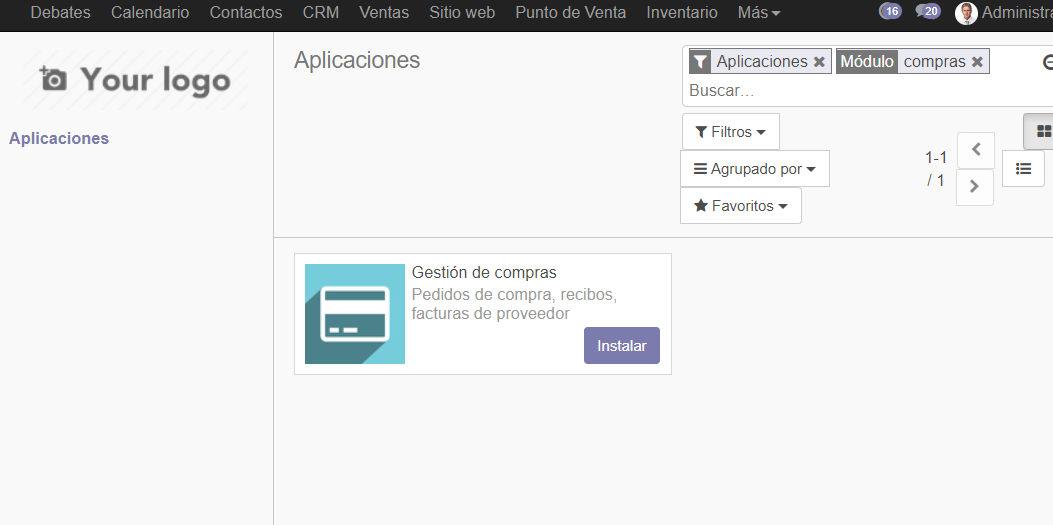 Debates Calendario Contactos CRM Ventas Sitio web Punto de Venta Inventario Más 16 20 Administra
Your logo
Aplicaciones
Aplicaciones
Aplicaciones Módulo compras
Buscar...
Filtros
Agrupado por
Favoritos
1-1
/ 1
Gestión de compras
Pedidos de compra, recibos,
facturas de proveedor
Instalar